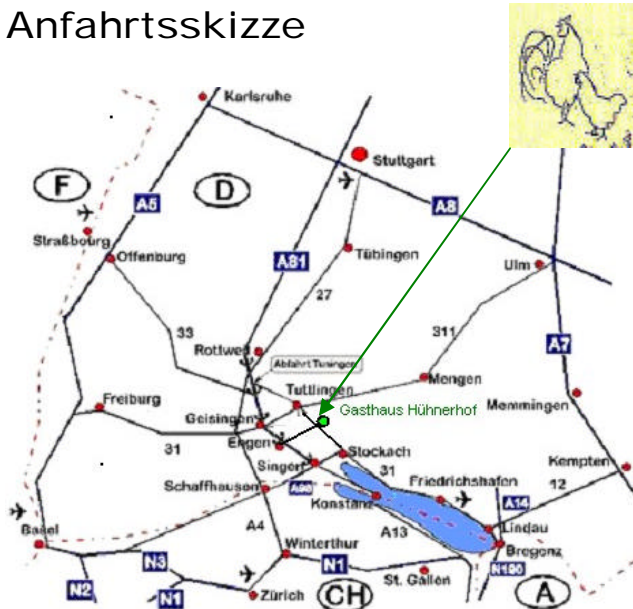 Anfahrtsskizze
Karlsruhe
Stuttgart
F
D
A5
A8
Straßbourg
Offenburg
A81
Tübingen
Ulm
27
33
311
Rottweil
Abfahrt Tuningen
A7
Mengen
Tuttlingen
Gasthaus Hühnerhof
Memmingen
Freiburg
Geisingen
31
Engen
Stockach
Singen
31
Kempten
Schaffhausen
Friedrichshafen
12
A98
Konstanz
A14
Basel
A4
A13
Lindau
Winterthur
Bregenz
N3
N1
N190
N2
N1
Zürich
CH
St. Gallen
A